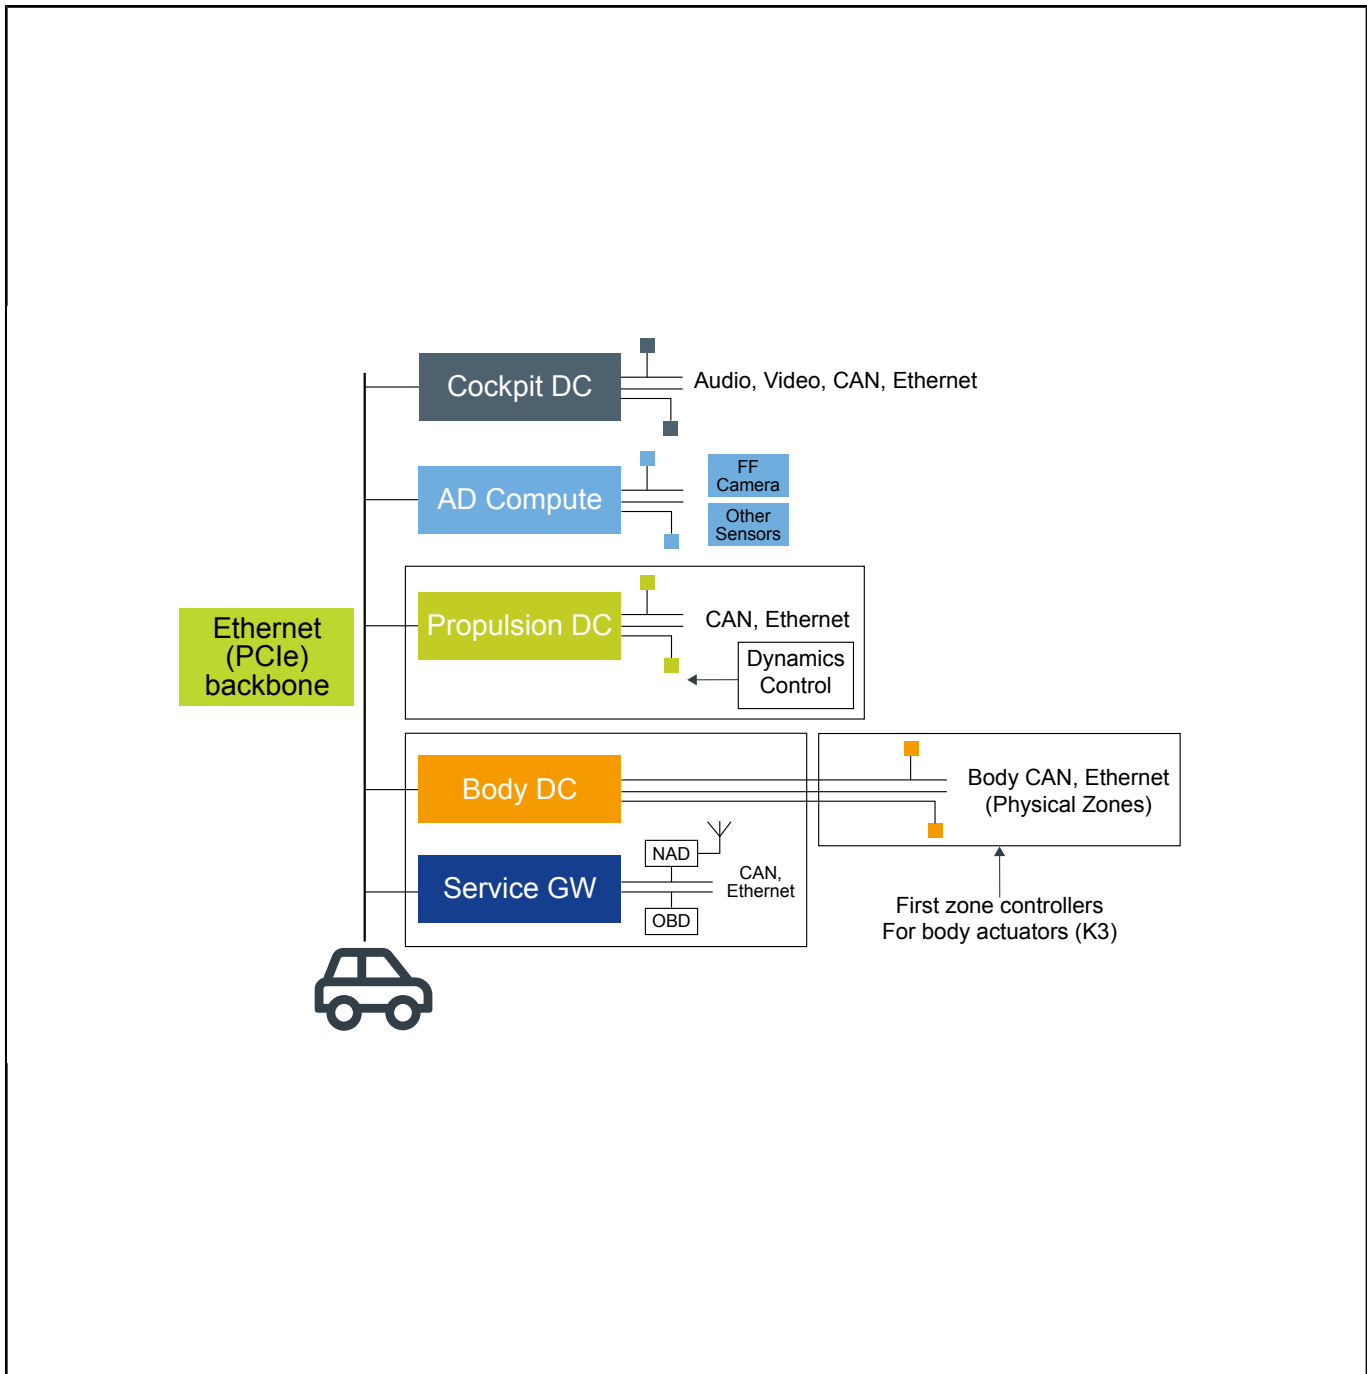 Cockpit DC
Audio, Video, CAN, Ethernet
AD Compute
FF
Camera
Other
Sensors
Ethernet
(PCIe)
backbone
Propulsion DC
CAN, Ethernet
Dynamics
Control
Body DC
Body CAN, Ethernet
(Physical Zones)
Service GW
NAD
CAN,
Ethernet
OBD
First zone controllers
For body actuators (K3)